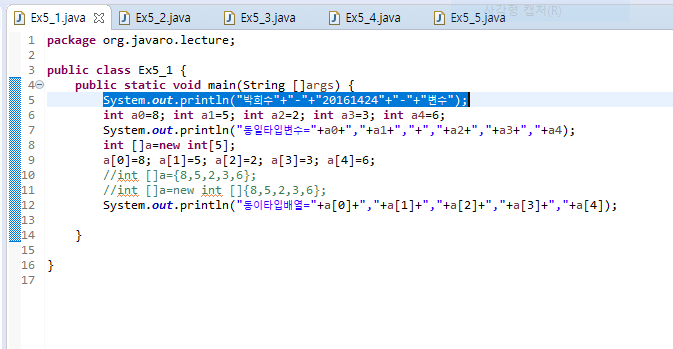 사각형 캡처(R)
Ex5_1.java Ex5_2.java Ex5_3.java Ex5_4.java Ex5_5.java
1 package org.javaro.lecture;
2
3 public class Ex5_1 {
4 public static void main(String []args) {
5 System.out.println("박희수"+"-"+"20161424"+"-"+"변수");
6 int a0=8; int a1=5; int a2=2; int a3=3; int a4=6;
7 System.out.println("동일타입변수="+a0+","+a1+","+","+a2+","+a3+","+a4);
8 int []a=new int[5];
9 a[0]=8; a[1]=5; a[2]=2; a[3]=3; a[4]=6;
10 //int []a={8,5,2,3,6};
11 //int []a=new int []{8,5,2,3,6};
12 System.out.println("동이타입배열="+a[0]+","+a[1]+","+a[2]+","+a[3]+","+a[4]);
13
14 }
15
16 }
17